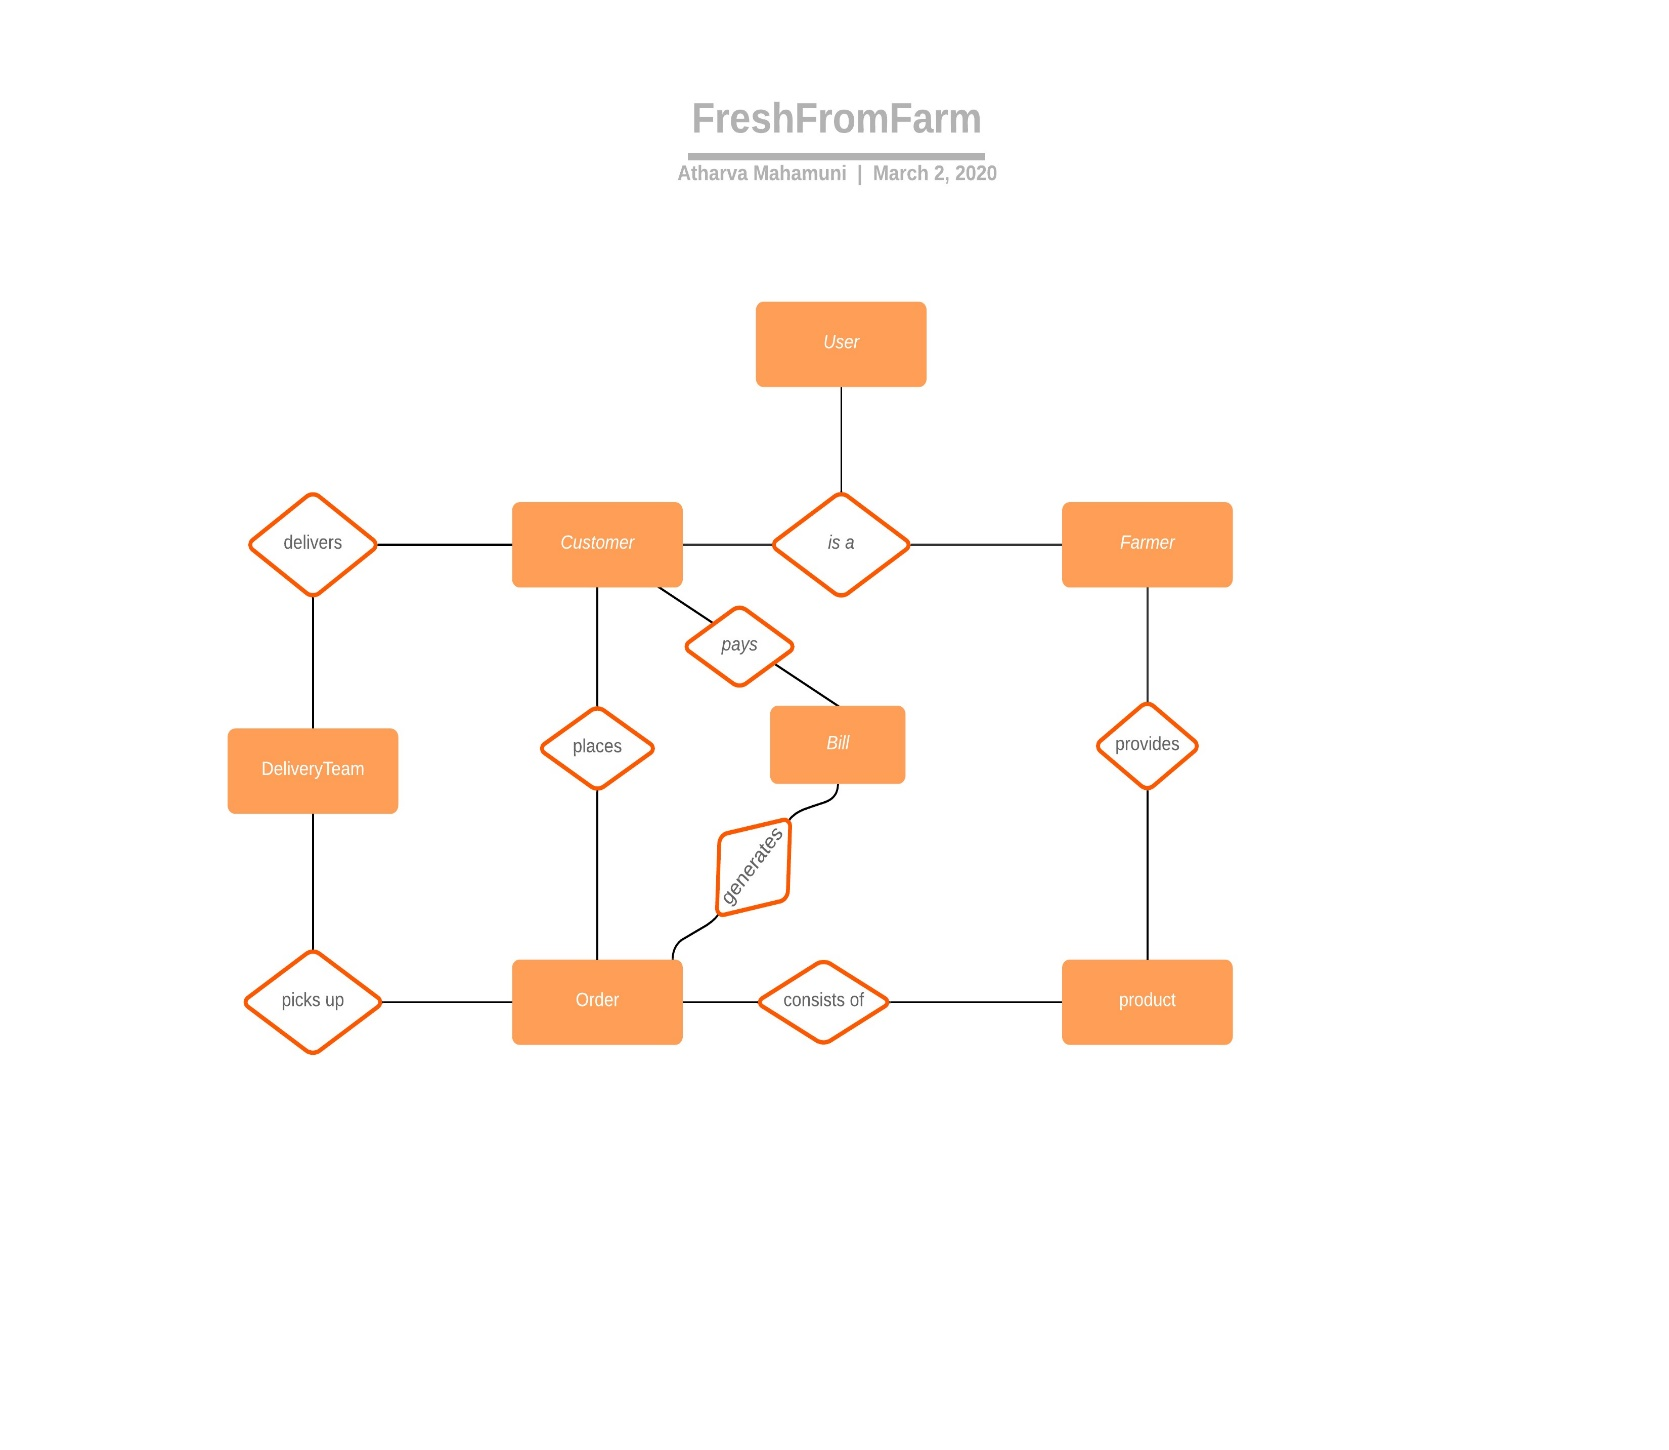 FreshFromFarm
Atharva Mahamuni | March 2, 2020
User
delivers
Customer
is a
Farmer
pays
places
Bill
provides
DeliveryTeam
generates
picks up
Order
consists of
product